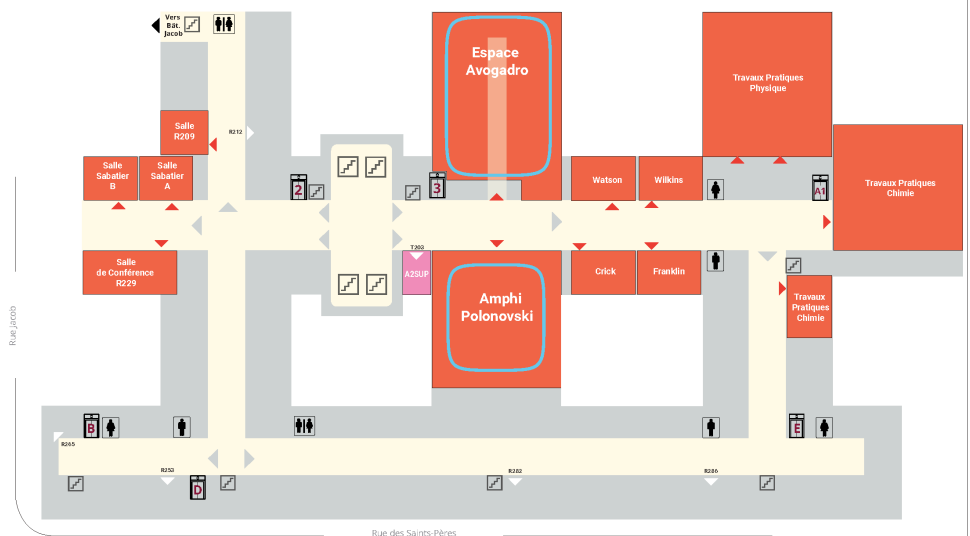 Vers
Bât.
Jacob
Espace
Avogadro
Travaux Pratiques
Physique
Salle
R209
R212
Salle
Sabatier
B
Salle
Sabatier
A
2
3
Watson
Wilkins
A1
Travaux Pratiques
Chimie
T203
Salle
de Conférence
R229
A2SUP
Crick
Franklin
Amphi
Polonovski
Travaux
Pratiques
Chimie
Rue Jacob
B
E
R265
R253
D
R282
R286
Rue des Saints-Pères